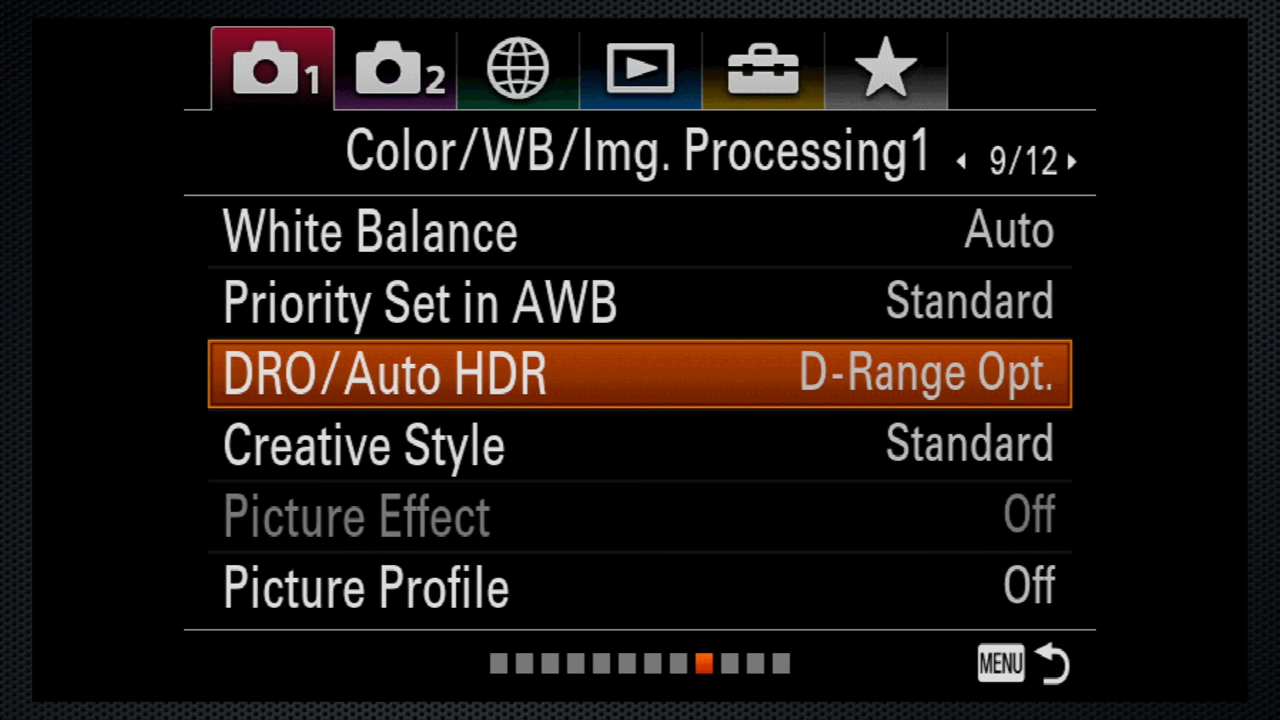 1 2
Color/WB/Img. Processing1 9/12
White Balance Auto
Priority Set in AWB Standard
DRO/Auto HDR D-Range Opt.
Creative Style Standard
Picture Effect Off
Picture Profile Off
MENU